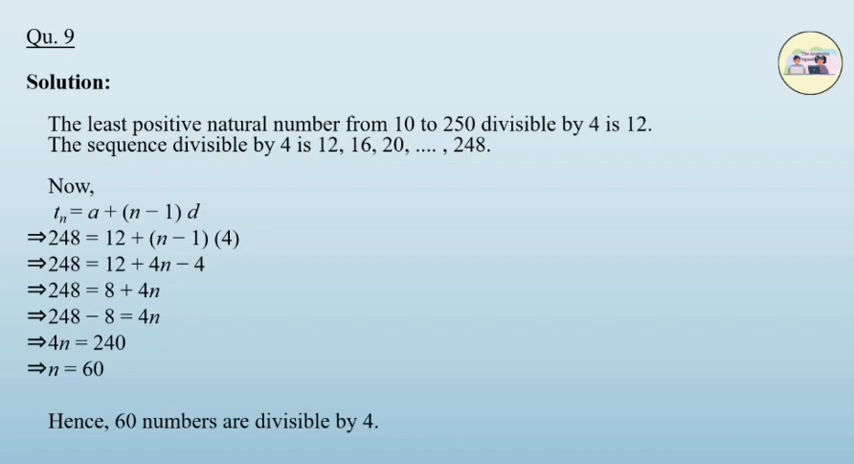 Qu. 9
Solution:
The least positive natural number from 10 to 250 divisible by 4 is 12.
The sequence divisible by 4 is 12, 16, 20, .... , 248.
Now,
tₙ = a + (n − 1) d
⇒248 = 12 + (n − 1) (4)
⇒248 = 12 + 4n − 4
⇒248 = 8 + 4n
⇒248 − 8 = 4n
⇒4n = 240
⇒n = 60
Hence, 60 numbers are divisible by 4.